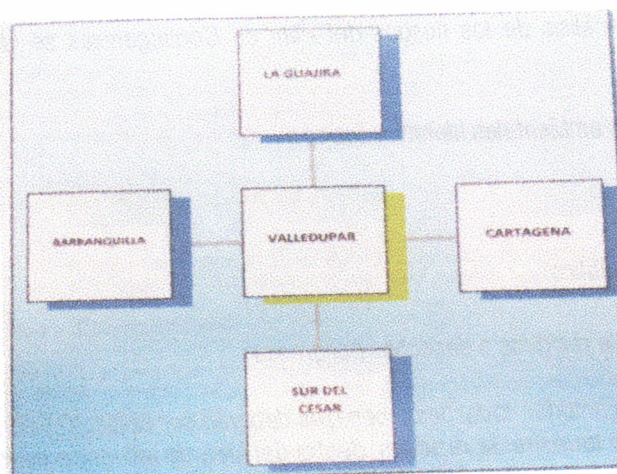 LA GUAJIRA
BARRANQUILLA
VALLEDUPAR
CARTAGENA
SUR DEL
CESAR